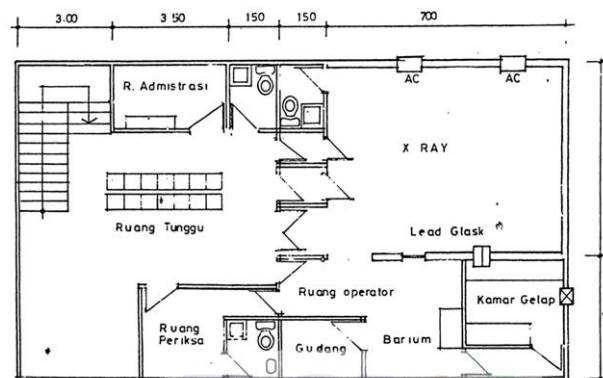 3.00 3 50 150 150 700
R. Admistrasi
AC
AC
X RAY
Ruang Tunggu
Lead Glask
Ruang operator
Kamar Gelap
Ruang
Periksa
Gudang
Barium